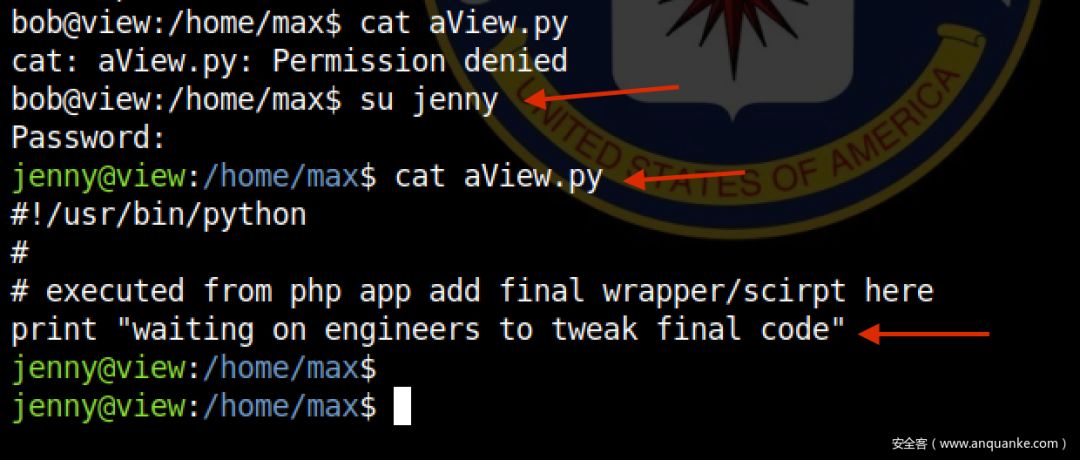 bob@view:/home/max$ cat aView.py
cat: aView.py: Permission denied
bob@view:/home/max$ su jenny
Password:
jenny@view:/home/max$ cat aView.py
#!/usr/bin/python
#
# executed from php app add final wrapper/scirpt here
print "waiting on engineers to tweak final code"
jenny@view:/home/max$
jenny@view:/home/max$
UNITED STATES OF AMERICA
安全客（www.anquanke.com）